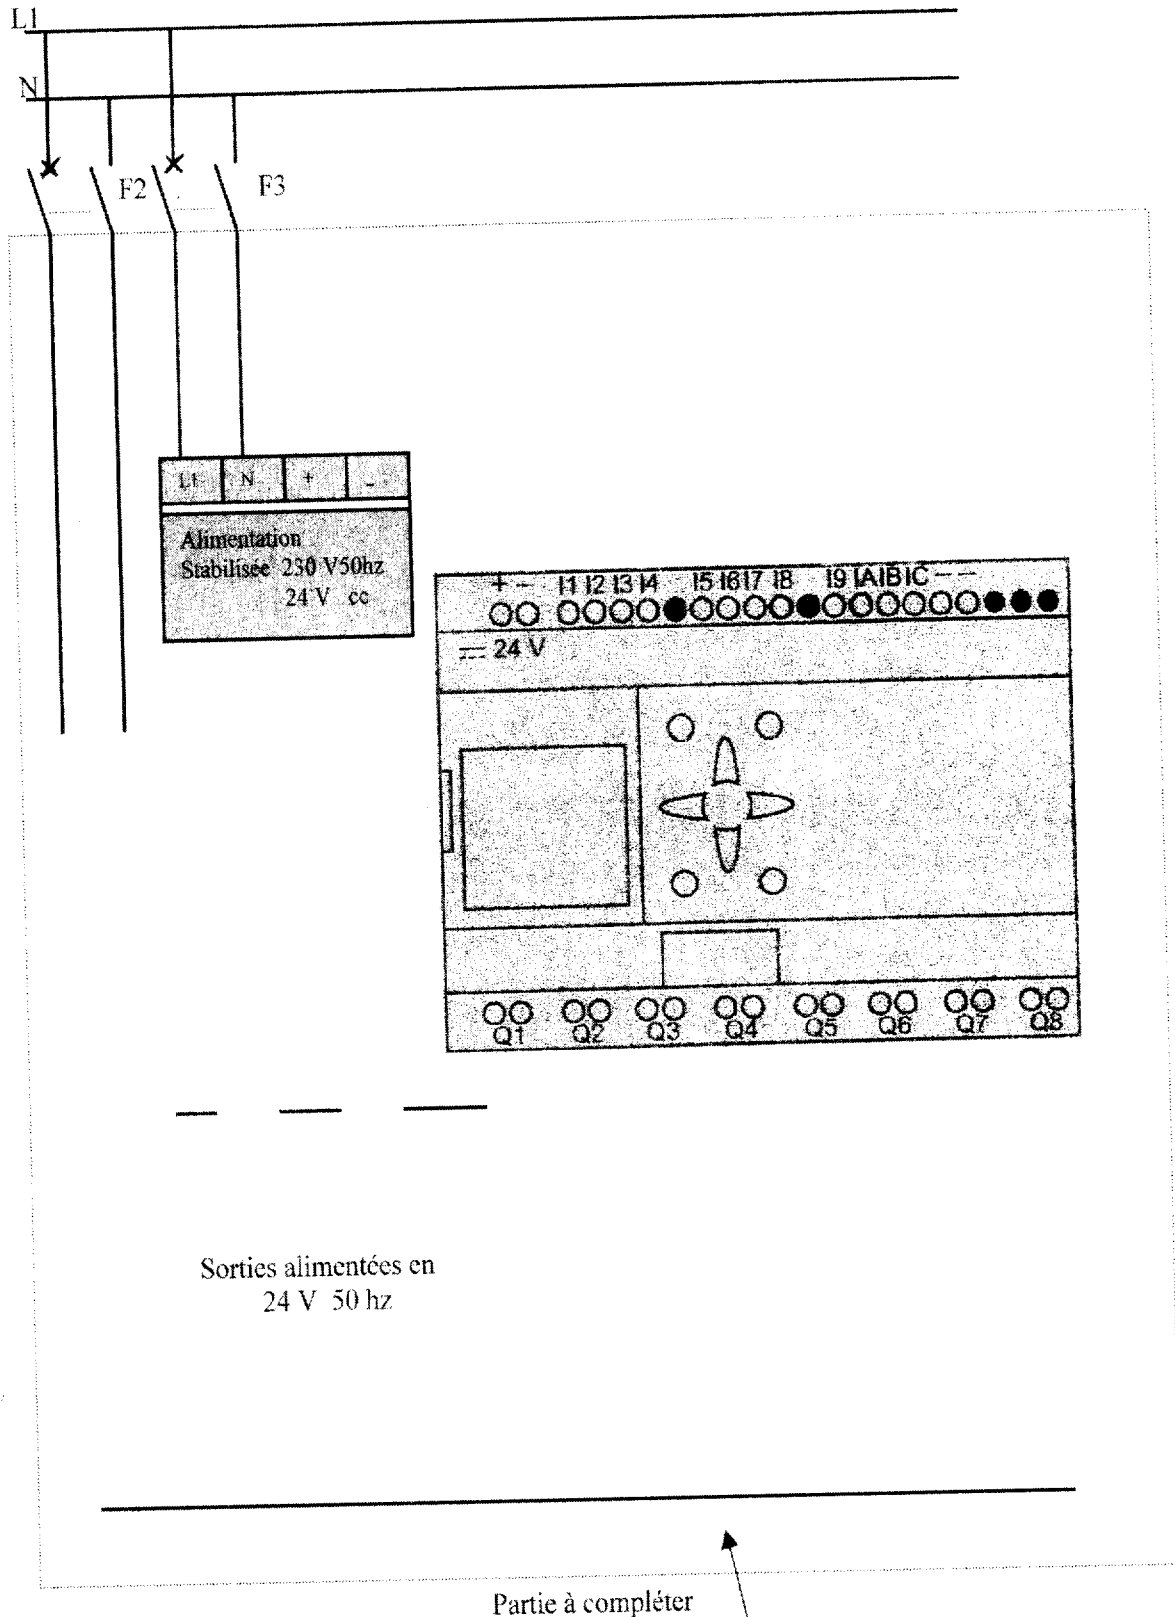 L1
N
F2
F3
L1 N + -
Alimentation
Stabilisée 230 V50hz
24 V cc
+ - I1 I2 I3 I4 I5 I6 I7 I8 I9 IA IB IC - -
24 V
Q1 Q2 Q3 Q4 Q5 Q6 Q7 Q8
Sorties alimentées en
24 V 50 hz
Partie à compléter